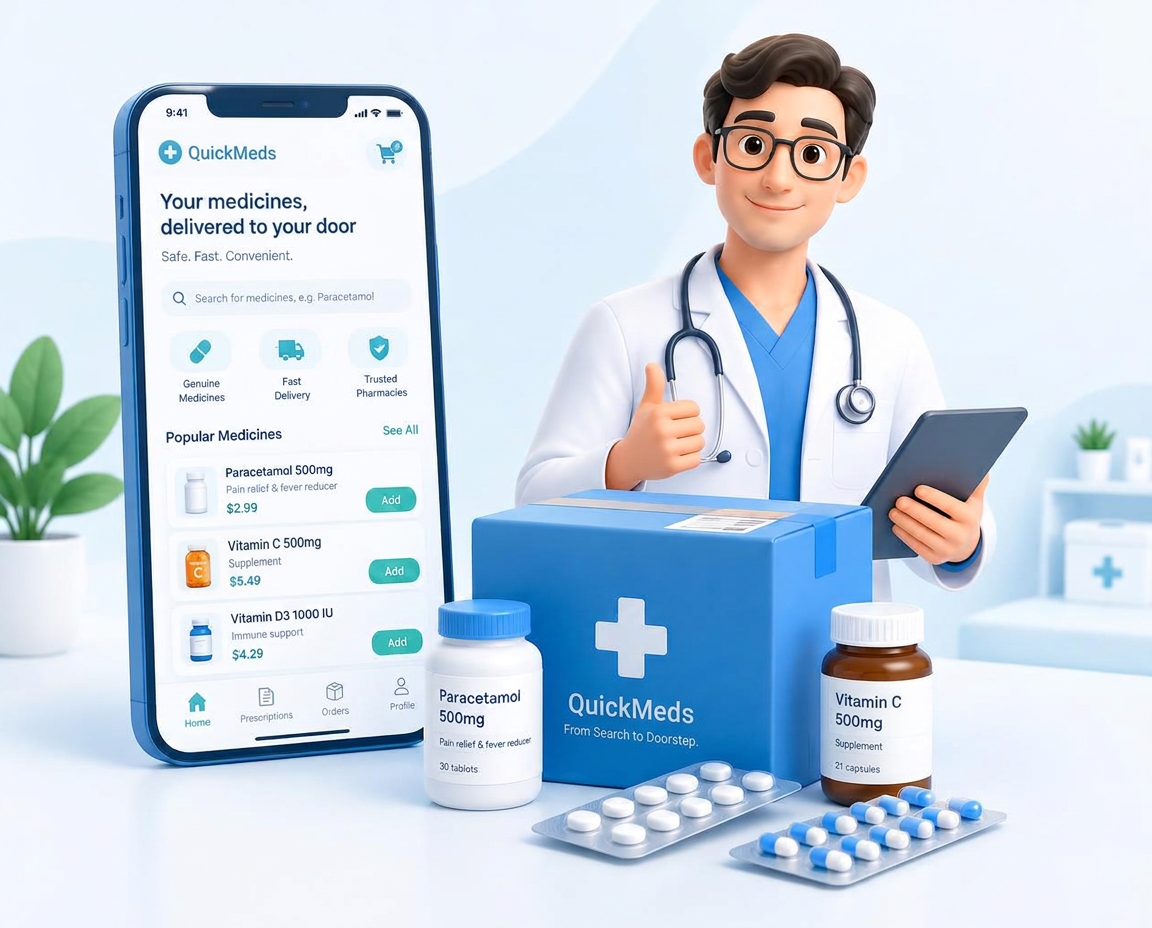 9:41
QuickMeds
Your medicines,
delivered to your door
Safe. Fast. Convenient.
Search for medicines, e.g. Paracetamol
Genuine
Medicines
Fast
Delivery
Trusted
Pharmacies
Popular Medicines
See All
Paracetamol 500mg
Pain relief & fever reducer
$2.99
Add
Vitamin C 500mg
Supplement
$5.49
Add
Vitamin D3 1000 IU
Immune support
$4.29
Add
Home
Prescriptions
Orders
Profile
Paracetamol
500mg
Pain relief & fever reducer
30 tablots
QuickMeds
From Search to Doorstep.
Vitamin C
500mg
Supplement
21 capsules